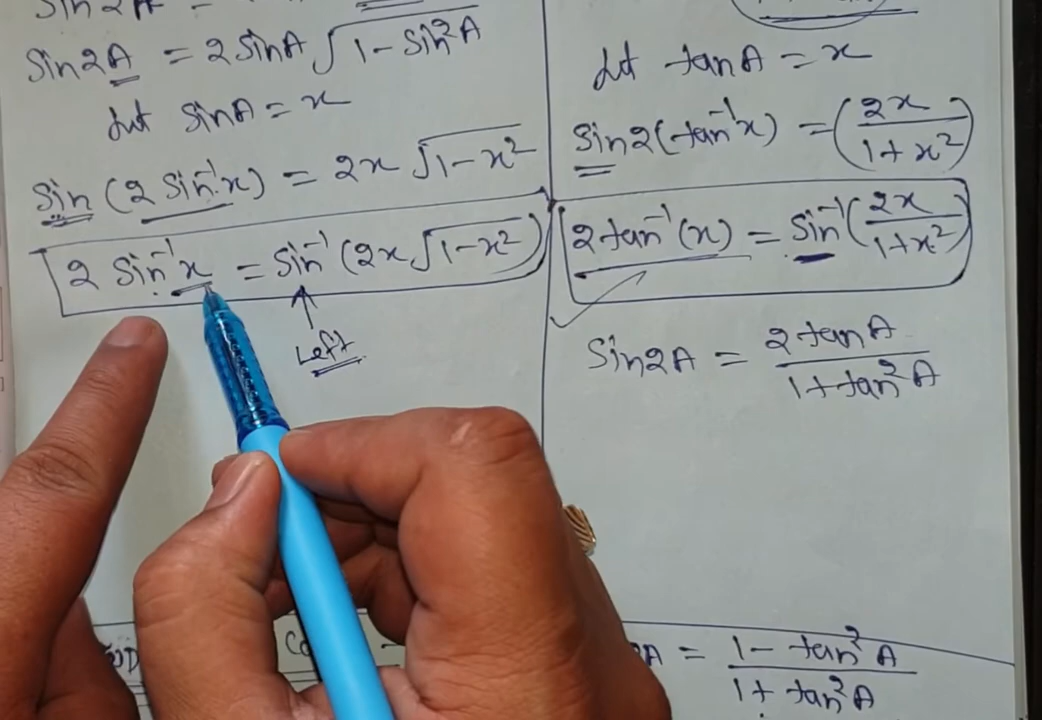 Sin2A =
Sin2A = 2 sinA √(1 - Sin²A)
Let sinA = x
Sin (2 Sin⁻¹x) = 2x √(1 - x²)
2 Sin⁻¹x = Sin⁻¹ (2x √(1 - x²))
Left
Let tanA = x
Sin2(tan⁻¹x) = (2x / (1 + x²))
2 tan⁻¹(x) = Sin⁻¹(2x / (1 + x²))
Sin2A = 2 tanA / (1 + tan²A)
A = (1 - tan²A) / (1 + tan²A)